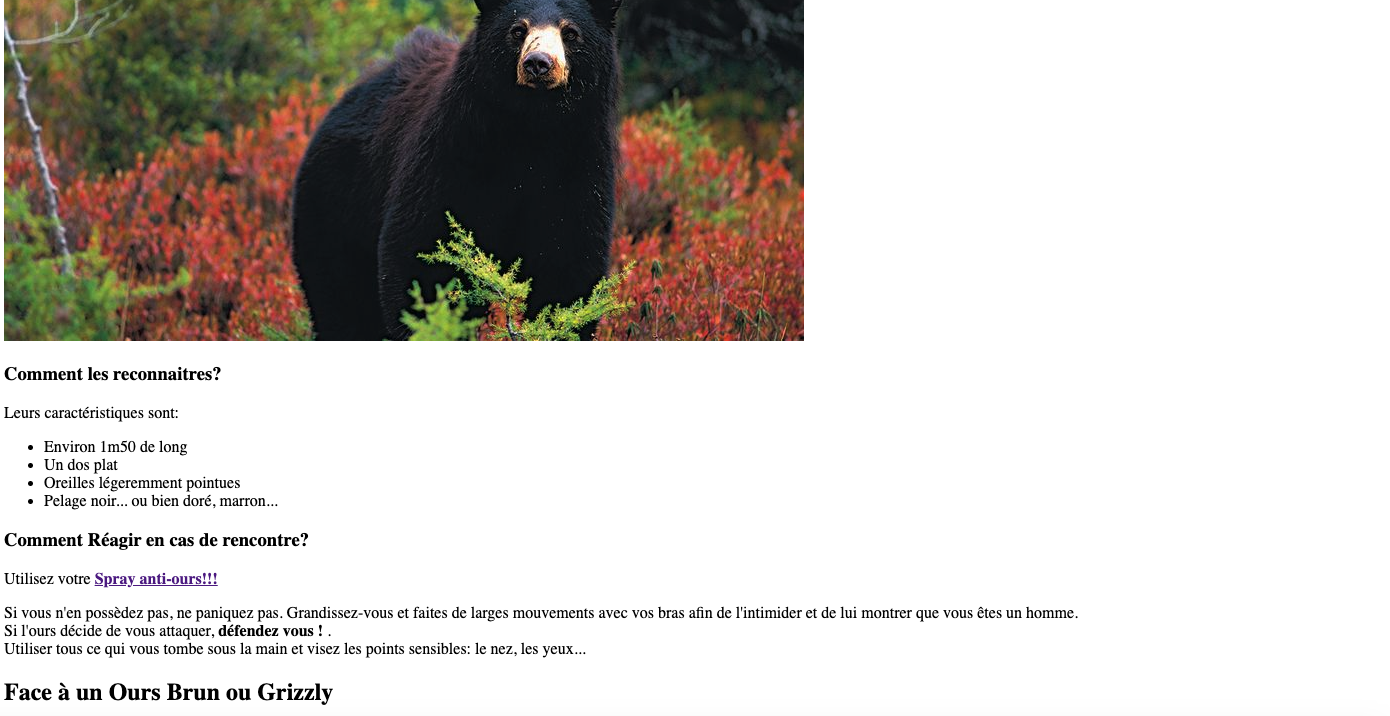 Comment les reconnaitres?
Leurs caractéristiques sont:
• Environ 1m50 de long
• Un dos plat
• Oreilles légeremment pointues
• Pelage noir... ou bien doré, marron...
Comment Réagir en cas de rencontre?
Utilisez votre Spray anti-ours!!!
Si vous n'en possèdez pas, ne paniquez pas. Grandissez-vous et faites de larges mouvements avec vos bras afin de l'intimider et de lui montrer que vous êtes un homme.
Si l'ours décide de vous attaquer, défendez vous ! .
Utiliser tous ce qui vous tombe sous la main et visez les points sensibles: le nez, les yeux...
Face à un Ours Brun ou Grizzly